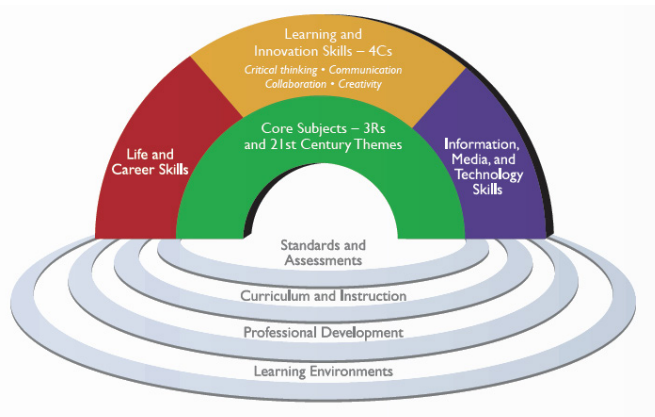 Learning and
Innovation Skills – 4Cs
Critical thinking • Communication
Collaboration • Creativity
Core Subjects – 3Rs
and 21st Century Themes
Life and
Career Skills
Information,
Media, and
Technology
Skills
Standards and
Assessments
Curriculum and Instruction
Professional Development
Learning Environments